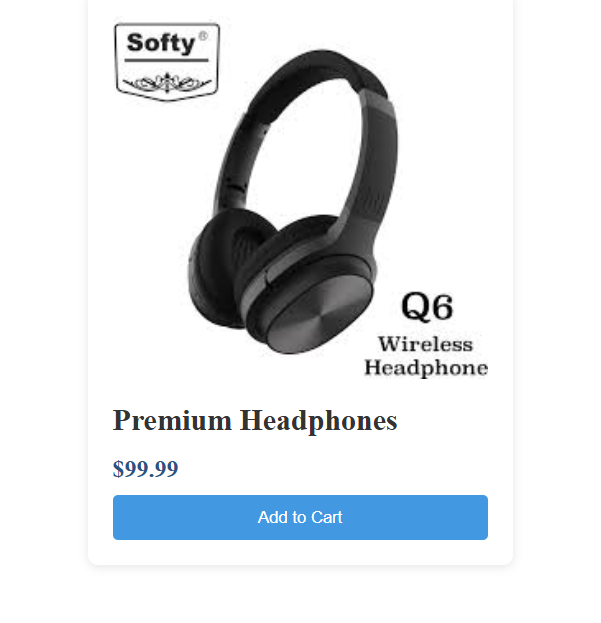 Softy®
Q6
Wireless
Headphone
Premium Headphones
$99.99
Add to Cart